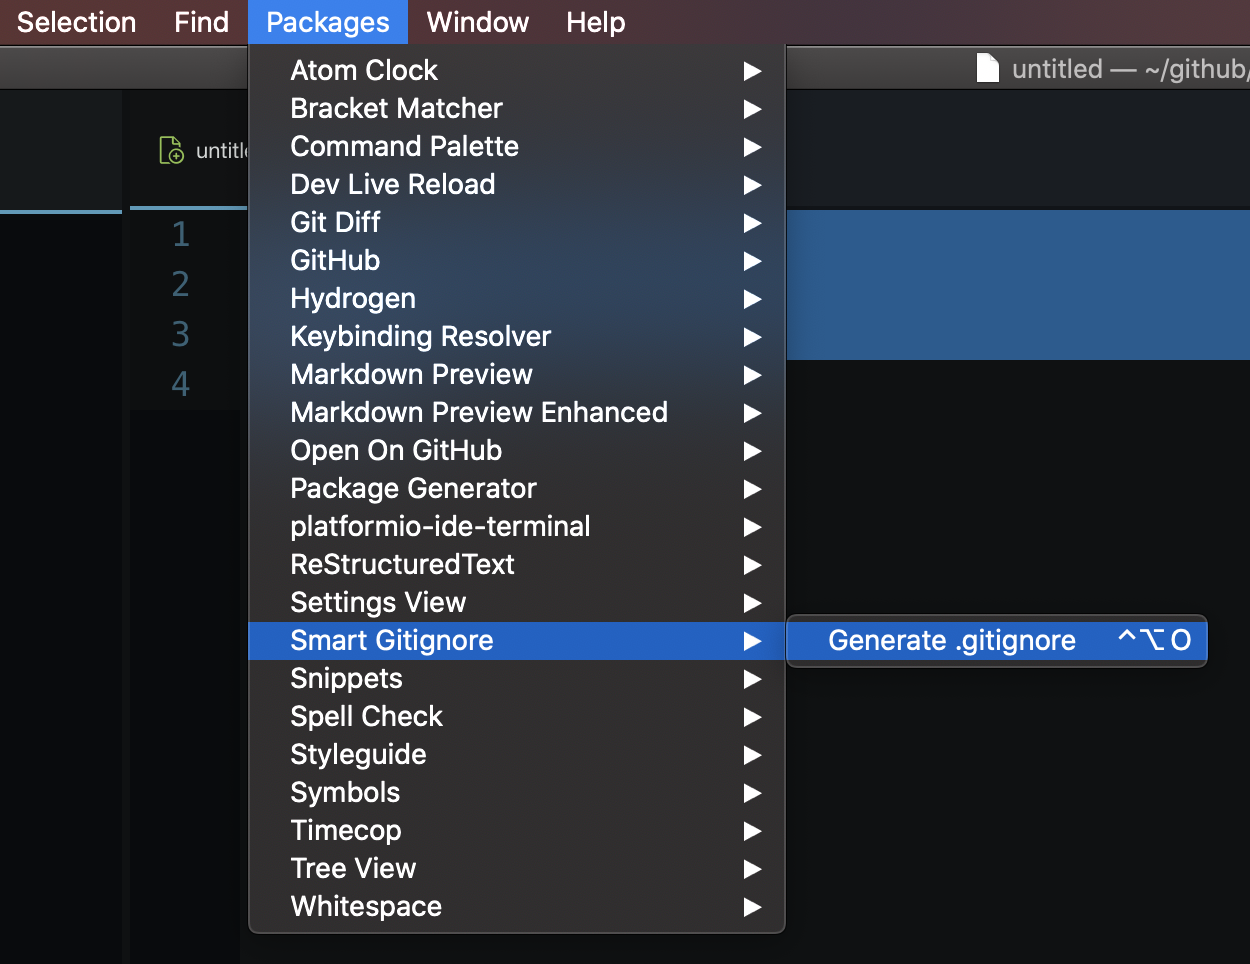 Selection Find Packages Window Help
untitled — ~/github/
Atom Clock
Bracket Matcher
Command Palette
Dev Live Reload
Git Diff
GitHub
Hydrogen
Keybinding Resolver
Markdown Preview
Markdown Preview Enhanced
Open On GitHub
Package Generator
platformio-ide-terminal
ReStructuredText
Settings View
Smart Gitignore
Generate .gitignore ^⌥O
Snippets
Spell Check
Styleguide
Symbols
Timecop
Tree View
Whitespace
1
2
3
4